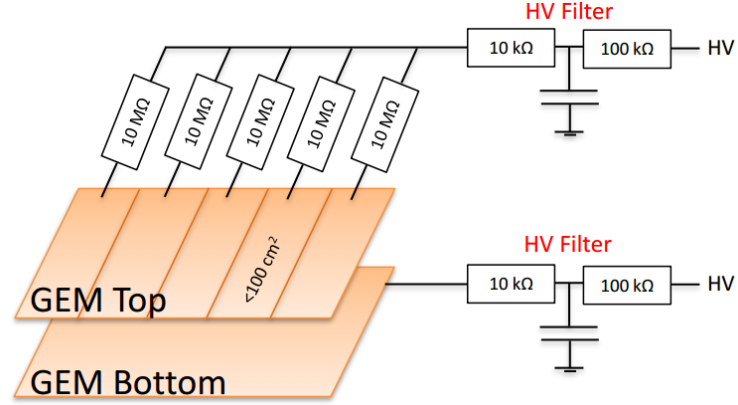 HV Filter
10 kΩ
100 kΩ
HV
10 MΩ
10 MΩ
10 MΩ
10 MΩ
10 MΩ
<100 cm²
GEM Top
HV Filter
10 kΩ
100 kΩ
HV
GEM Bottom